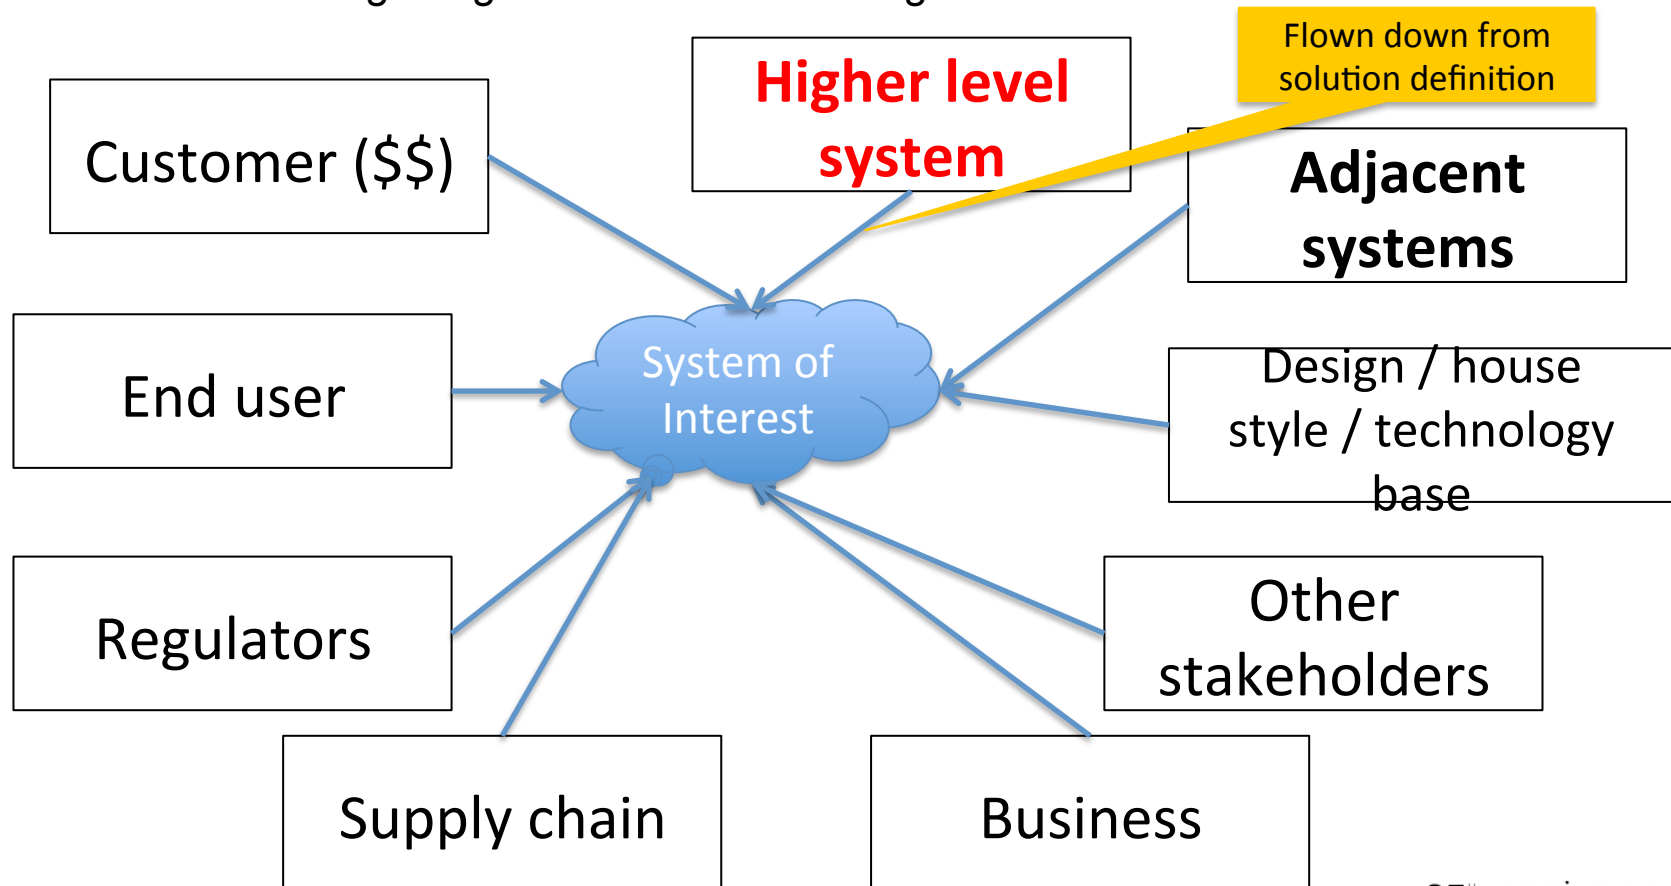 Flown down from
solution definition
Higher level
system
Customer ($$)
Adjacent
systems
System of
Interest
End user
Design / house
style / technology
base
Regulators
Other
stakeholders
Supply chain
Business